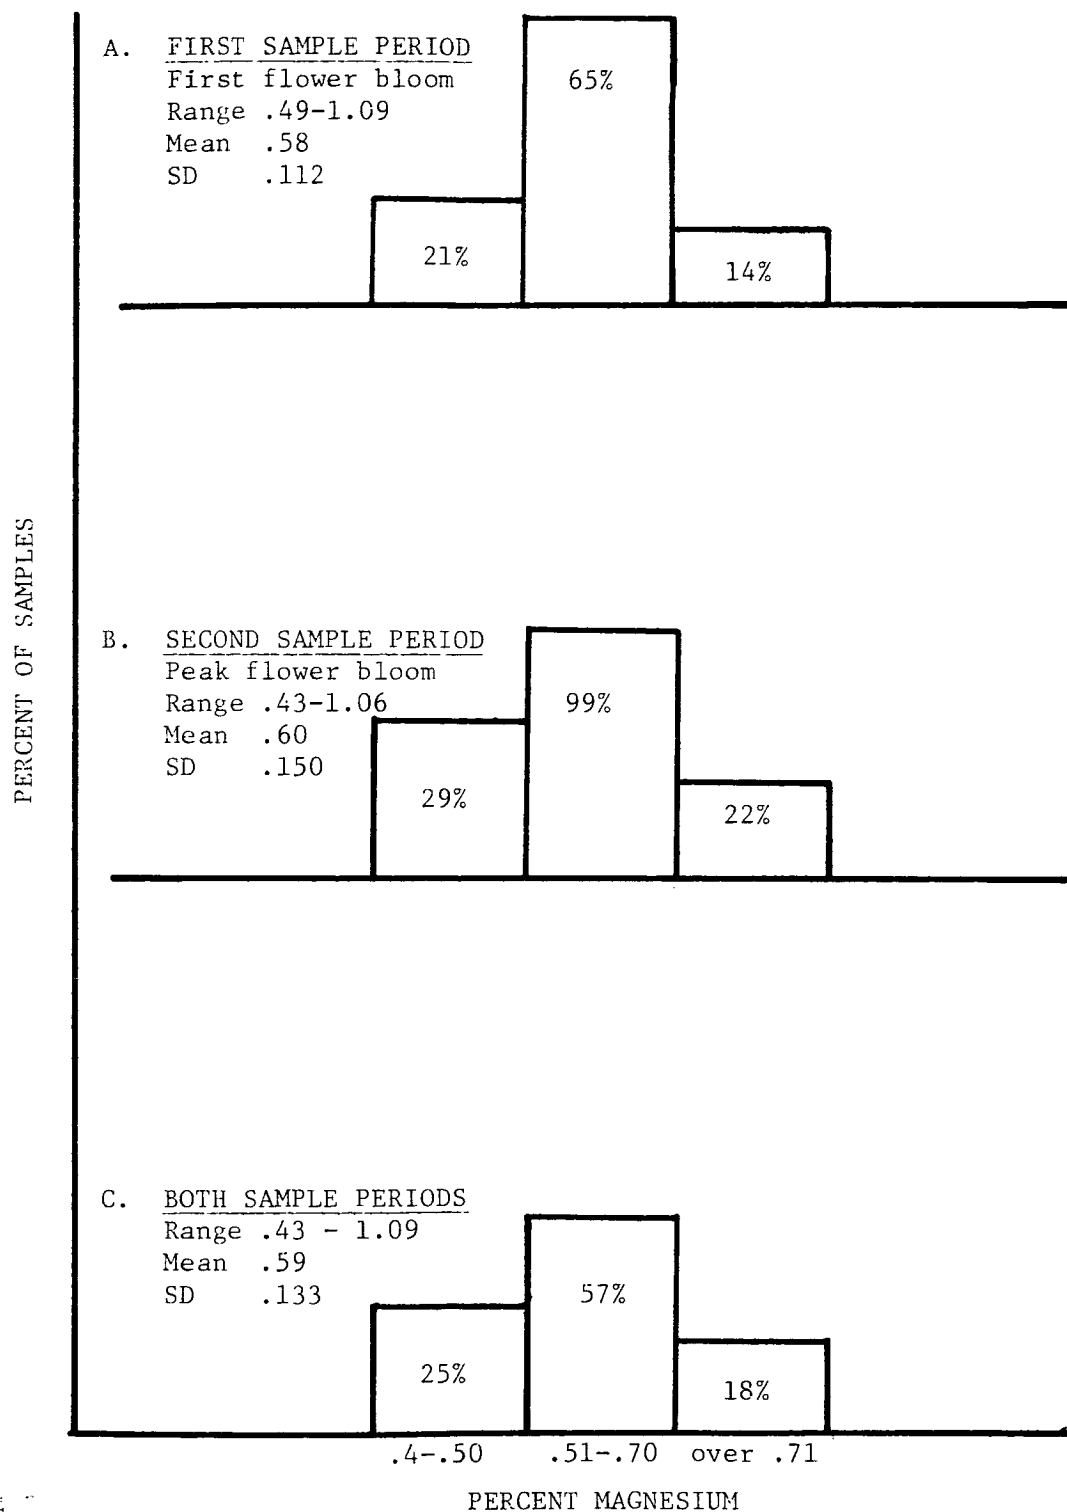 A. FIRST SAMPLE PERIOD
First flower bloom
Range .49-1.09
Mean .58
SD .112
65%
21%
14%
PERCENT OF SAMPLES
B. SECOND SAMPLE PERIOD
Peak flower bloom
Range .43-1.06
Mean .60
SD .150
99%
29%
22%
C. BOTH SAMPLE PERIODS
Range .43 - 1.09
Mean .59
SD .133
57%
25%
18%
.4-.50 .51-.70 over .71
PERCENT MAGNESIUM